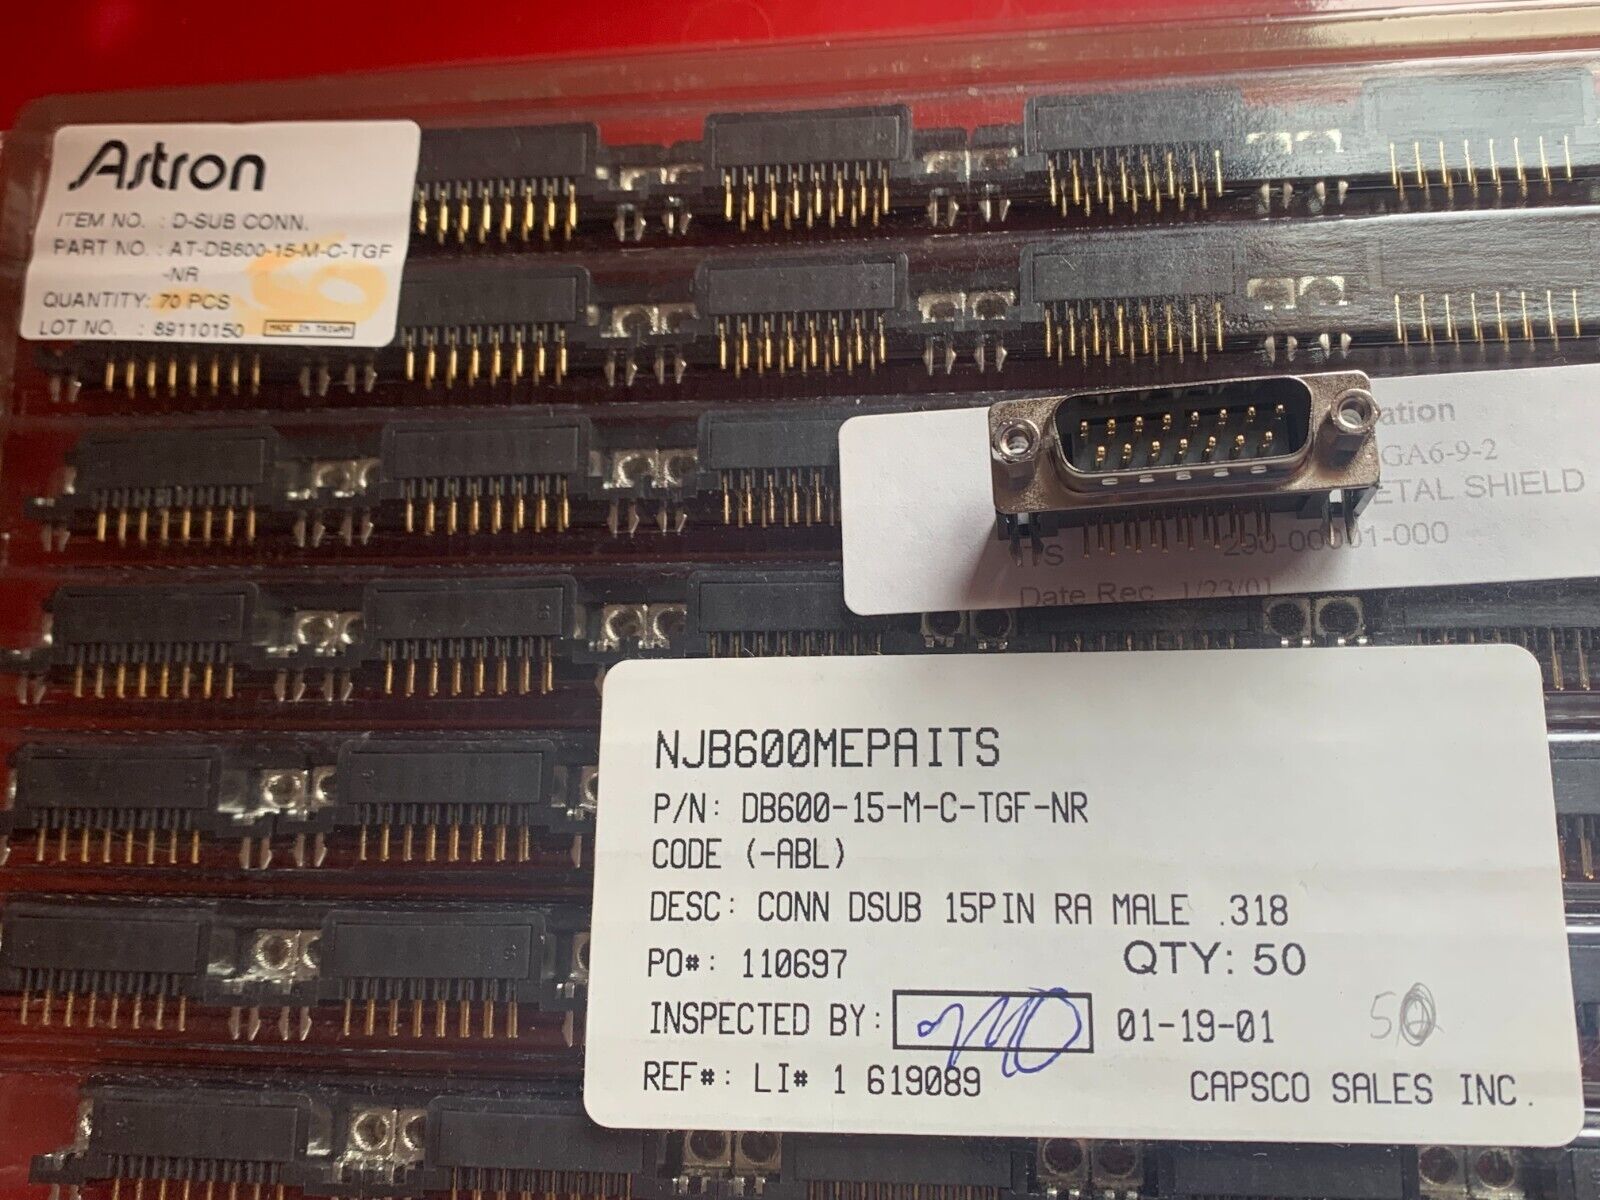 Astron
ITEM NO. : D-SUB CONN.
PART NO. : AT-DB600-15-M-C-TGF
-NR
QUANTITY: 70 PCS
LOT NO. : 89110150 MADE IN TAIWAN
ation
GA6-9-2
ETAL SHIELD
ITS 290-00001-000
Date Rec 1/23/01
NJB600MEPAITS
P/N: DB600-15-M-C-TGF-NR
CODE (-ABL)
DESC: CONN DSUB 15PIN RA MALE .318
PO#: 110697 QTY: 50
INSPECTED BY: 01-19-01 50
REF#: LI# 1 619089 CAPSCO SALES INC.